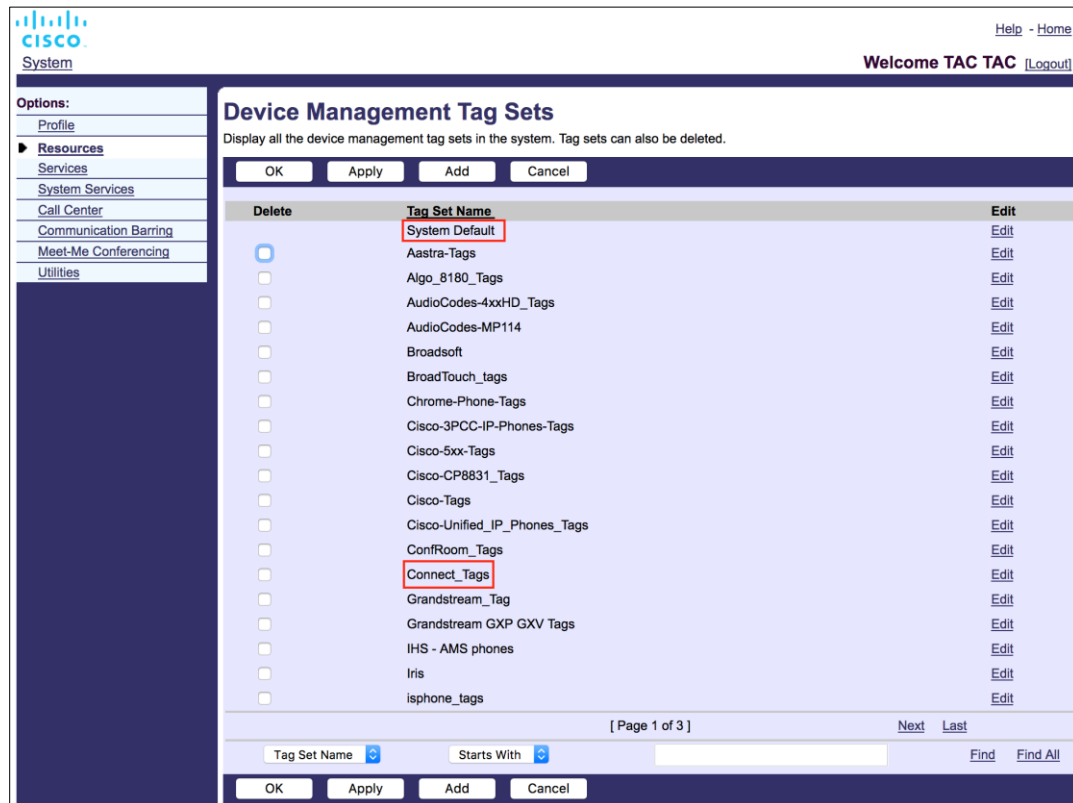 CISCO
Help - Home
System
Welcome TAC TAC [Logout]
Options:
Profile
Resources
Services
System Services
Call Center
Communication Barring
Meet-Me Conferencing
Utilities
Device Management Tag Sets
Display all the device management tag sets in the system. Tag sets can also be deleted.
OK Apply Add Cancel
Delete Tag Set Name Edit
System Default Edit
Aastra-Tags Edit
Algo_8180_Tags Edit
AudioCodes-4xxHD_Tags Edit
AudioCodes-MP114 Edit
Broadsoft Edit
BroadTouch_tags Edit
Chrome-Phone-Tags Edit
Cisco-3PCC-IP-Phones-Tags Edit
Cisco-5xx-Tags Edit
Cisco-CP8831_Tags Edit
Cisco-Tags Edit
Cisco-Unified_IP_Phones_Tags Edit
ConfRoom_Tags Edit
Connect_Tags Edit
Grandstream_Tag Edit
Grandstream GXP GXV Tags Edit
IHS - AMS phones Edit
Iris Edit
isphone_tags Edit
[ Page 1 of 3 ] Next Last
Tag Set Name Starts With Find Find All
OK Apply Add Cancel